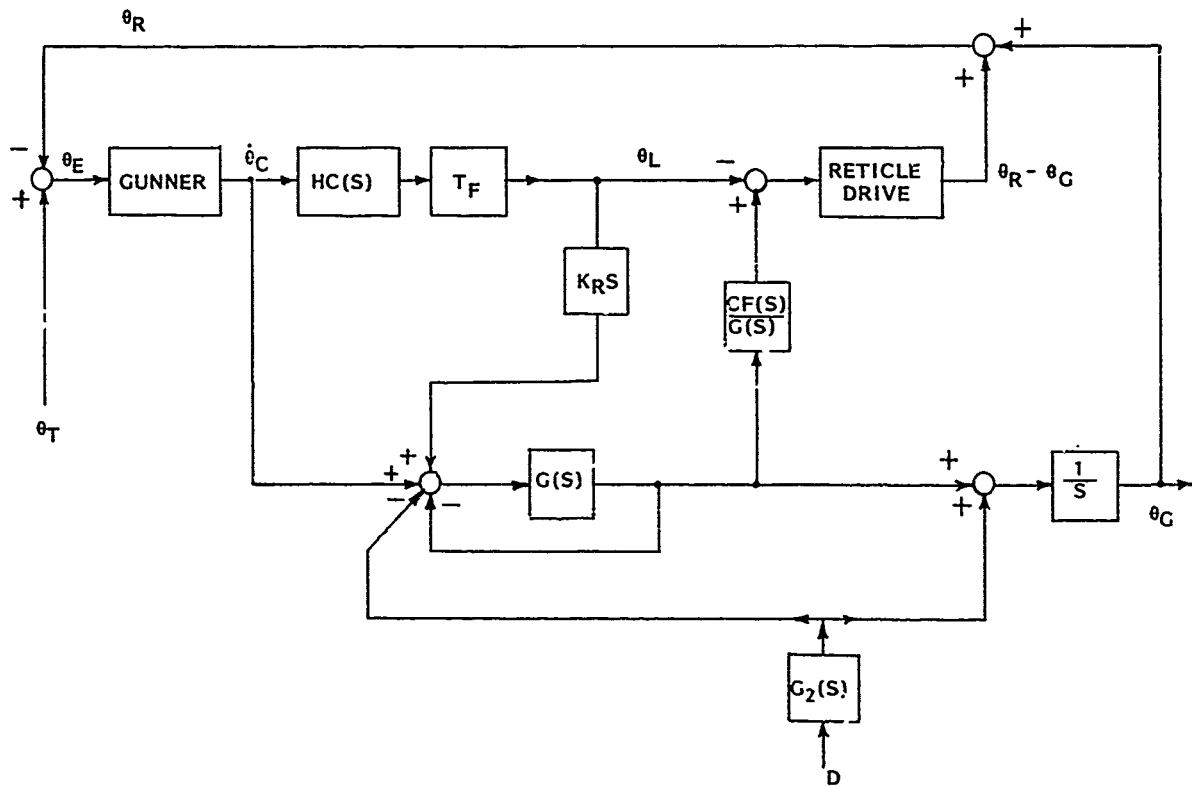 θR
+
+
−
θE
GUNNER
θ̇C
HC(S)
TF
θL
−
RETICLE
DRIVE
θR − θG
+
+
KRS
CF(S)
G(S)
θT
+
+
−
−
G(S)
+
+
1
S
θG
G2(S)
D